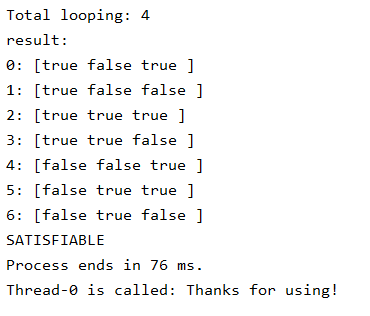 Total looping: 4
result:
0: [true false true ]
1: [true false false ]
2: [true true true ]
3: [true true false ]
4: [false false true ]
5: [false true true ]
6: [false true false ]
SATISFIABLE
Process ends in 76 ms.
Thread-0 is called: Thanks for using!